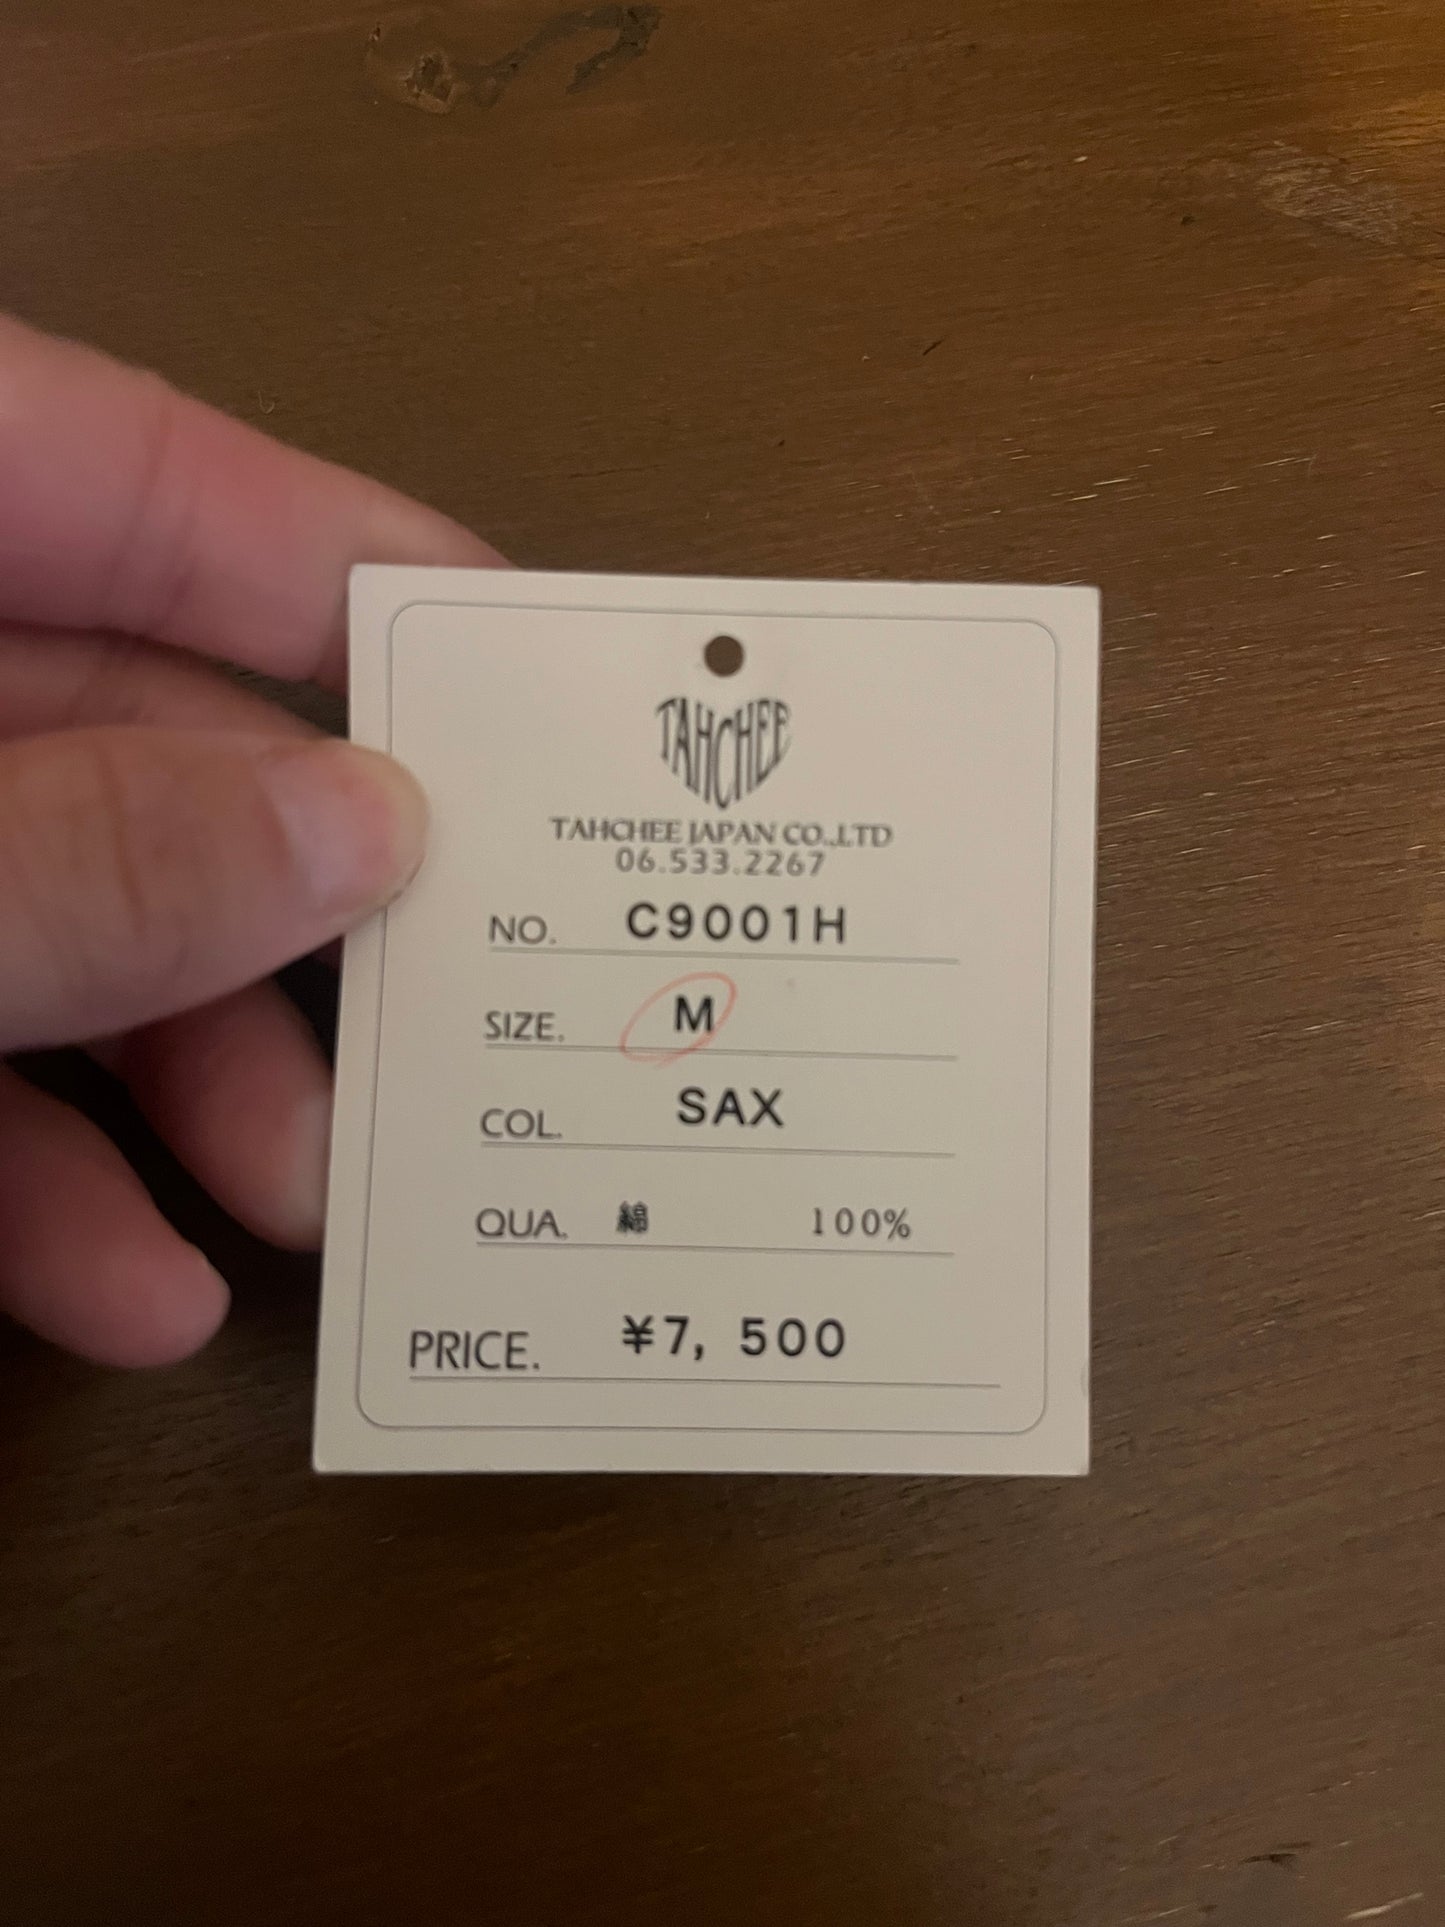 TAHCHEE
TAHCHEE JAPAN CO.,LTD
06.533.2267
NO. C9001H
SIZE. M
COL. SAX
QUA. 綿 100%
PRICE. ¥7, 500